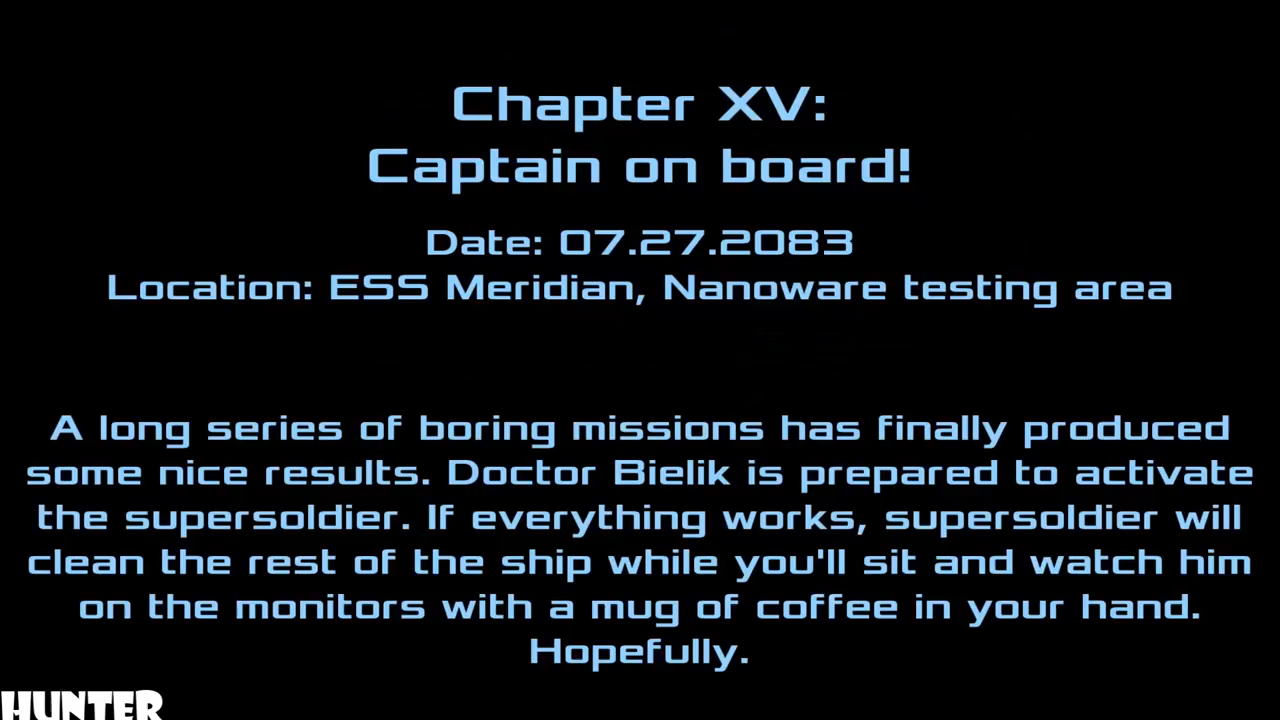 Chapter XV:
Captain on board!
Date: 07.27.2083
Location: ESS Meridian, Nanoware testing area
A long series of boring missions has finally produced
some nice results. Doctor Bielik is prepared to activate
the supersoldier. If everything works, supersoldier will
clean the rest of the ship while you'll sit and watch him
on the monitors with a mug of coffee in your hand.
Hopefully.
HUNTER